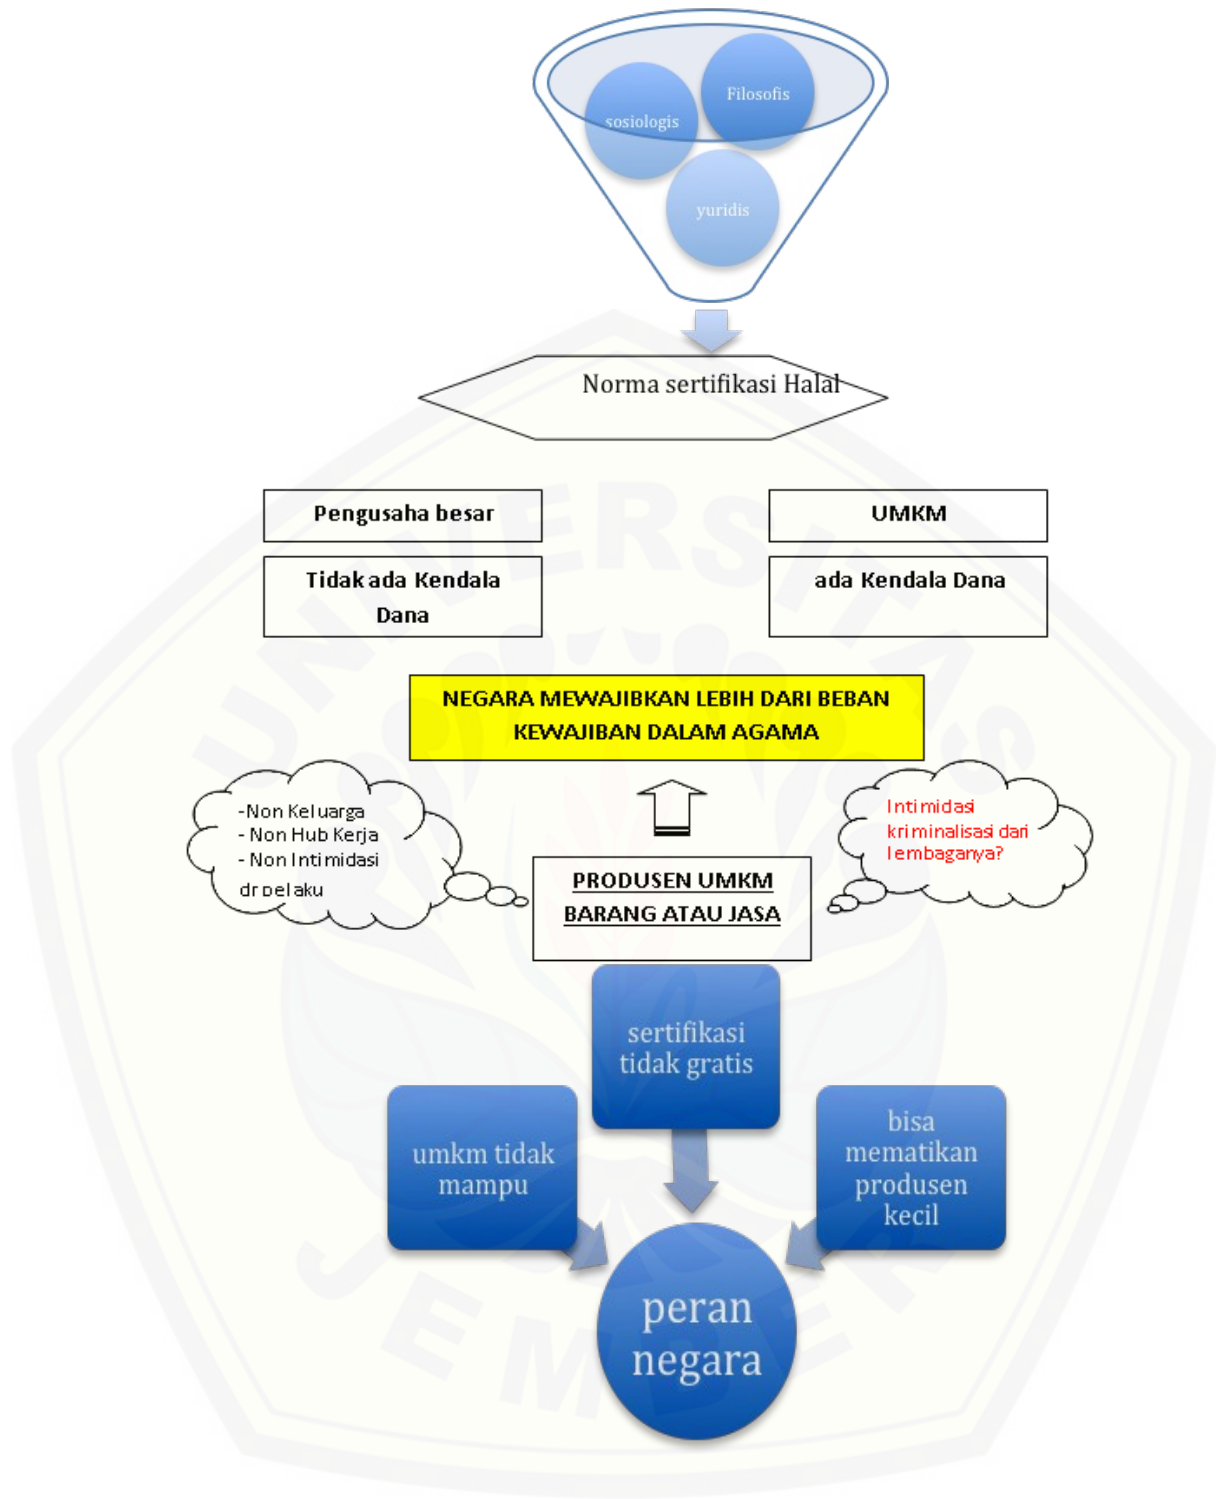 Filosofis
sosiologis
yuridis
Norma sertifikasi Halal
Pengusaha besar
UMKM
Tidak ada Kendala
Dana
ada Kendala Dana
NEGARA MEWAJIBKAN LEBIH DARI BEBAN
KEWAJIBAN DALAM AGAMA
-Non Keluarga
- Non Hub Kerja
- Non Intimidasi
dr pelaku
Intimidasi
kriminalisasi dari
lembaganya?
PRODUSEN UMKM
BARANG ATAU JASA
sertifikasi
tidak gratis
umkm tidak
mampu
bisa
mematikan
produsen
kecil
peran
negara
UNIVERSITAS
JEMBER